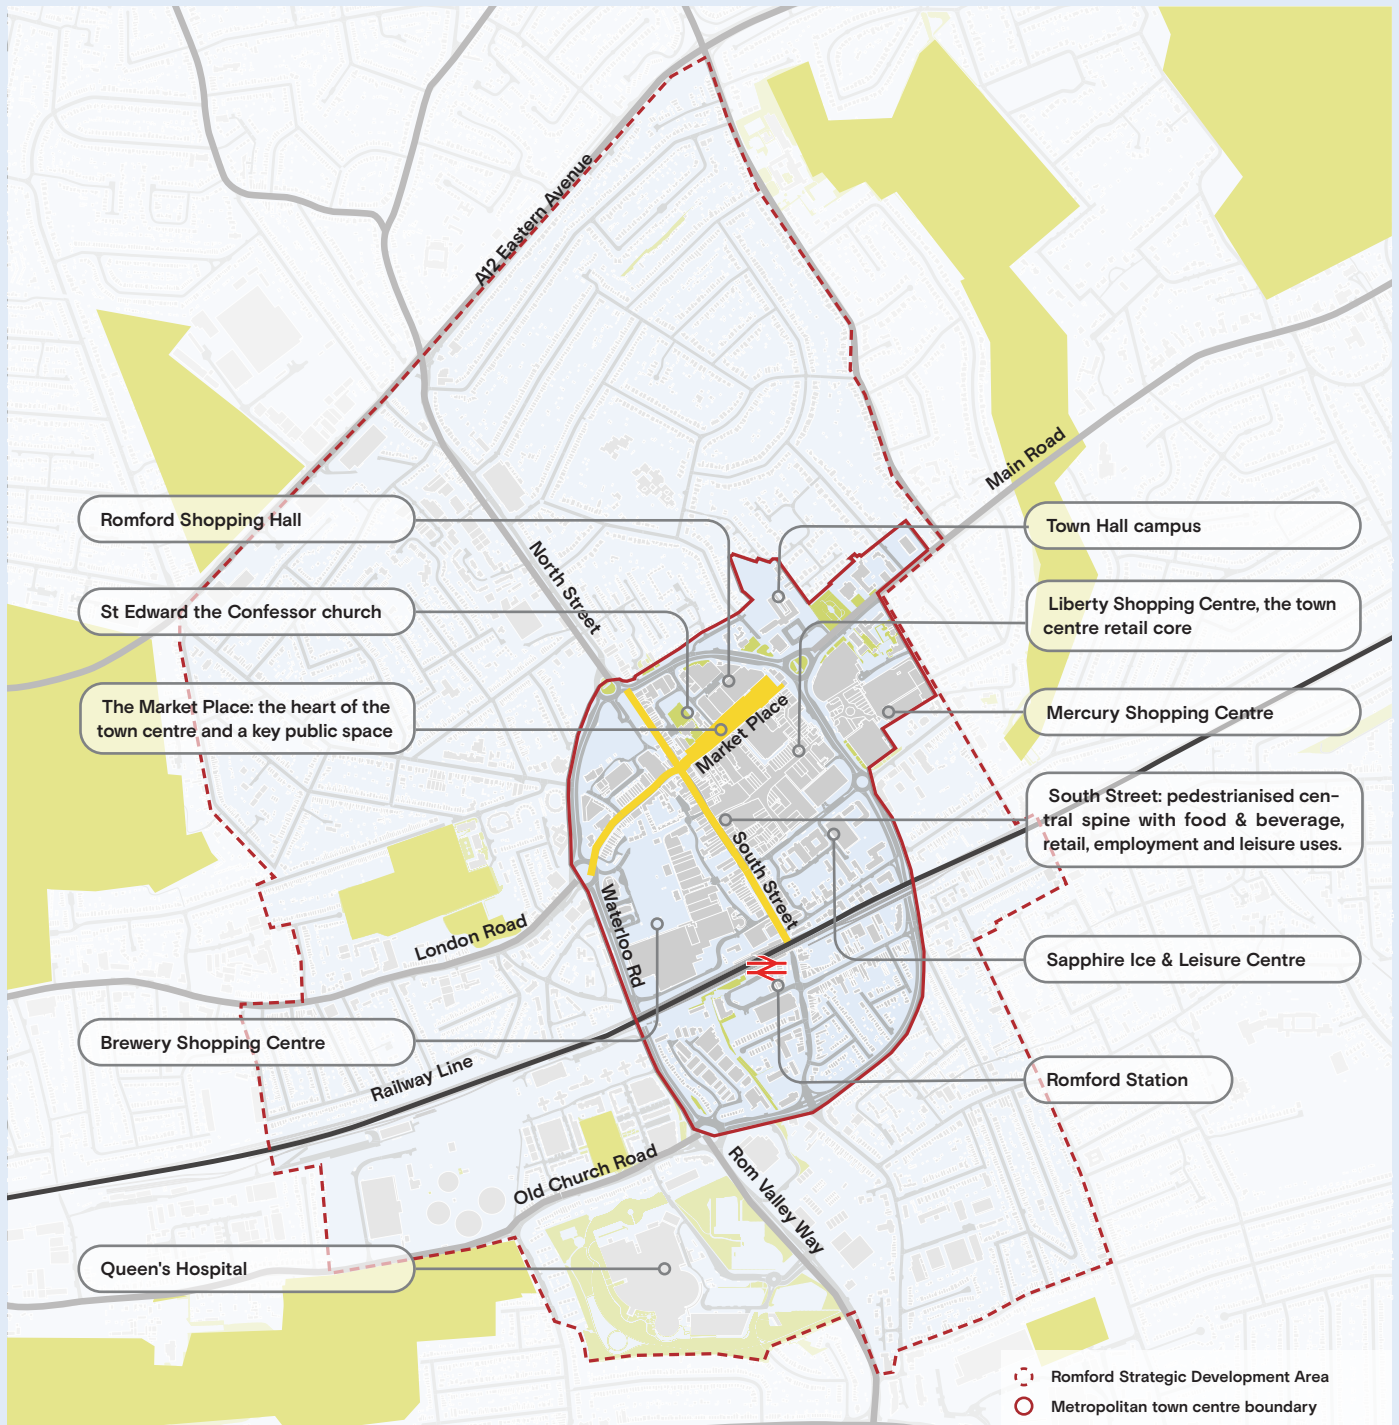 A12 Eastern Avenue
Main Road
Romford Shopping Hall
Town Hall campus
North Street
St Edward the Confessor church
Liberty Shopping Centre, the town
centre retail core
The Market Place: the heart of the
town centre and a key public space
Mercury Shopping Centre
Market Place
South Street: pedestrianised cen-
tral spine with food & beverage,
retail, employment and leisure uses.
South Street
Waterloo Rd
London Road
Sapphire Ice & Leisure Centre
Brewery Shopping Centre
Railway Line
Romford Station
Old Church Road
Rom Valley Way
Queen's Hospital
Romford Strategic Development Area
Metropolitan town centre boundary